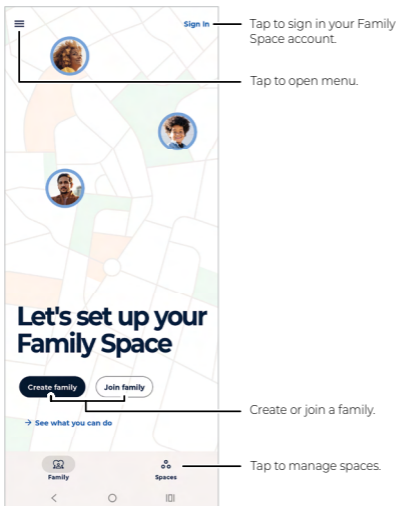 Sign In
Tap to sign in your Family
Space account.
Tap to open menu.
Let's set up your
Family Space
Create family
Join family
Create or join a family.
→ See what you can do
Tap to manage spaces.
Family
Spaces